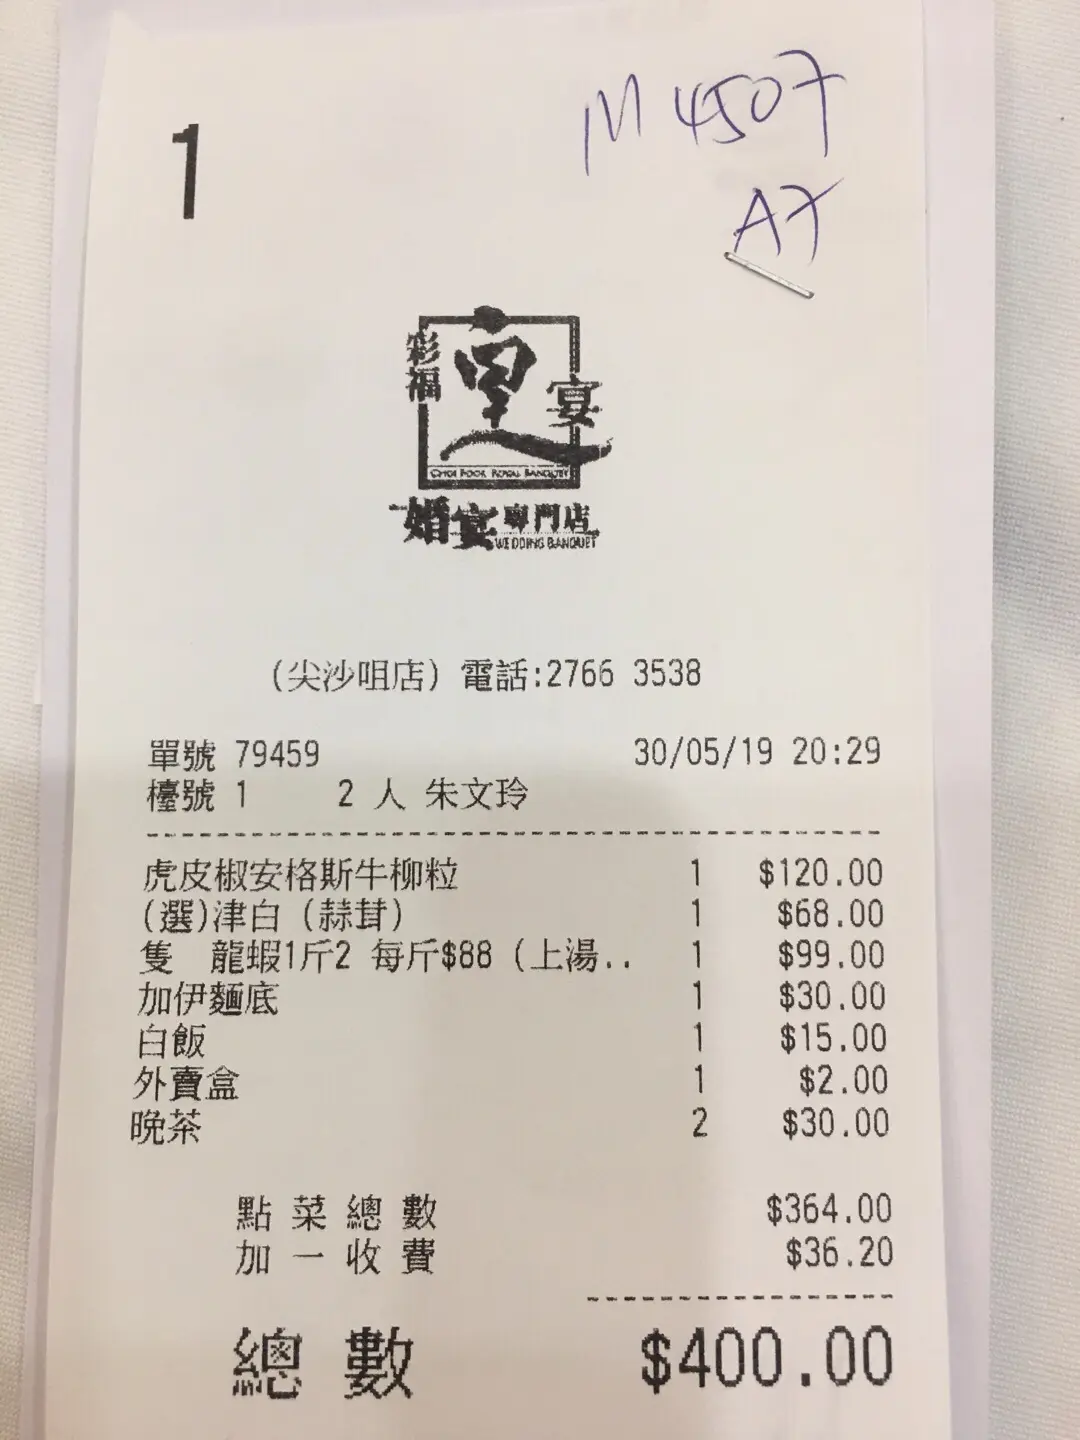 M 4507
1
A7
彩福
皇
宴
CHOI FOOK ROYAL BANQUET
婚宴專門店
WEDDING BANQUET
(尖沙咀店) 電話:2766 3538
單號 79459 30/05/19 20:29
檯號 1 2 人 朱文玲
虎皮椒安格斯牛柳粒 1 $120.00
(選)津白 (蒜茸) 1 $68.00
隻 龍蝦1斤2 每斤$88 (上湯.. 1 $99.00
加伊麵底 1 $30.00
白飯 1 $15.00
外賣盒 1 $2.00
晚茶 2 $30.00
點菜總數 $364.00
加一收費 $36.20
總數 $400.00